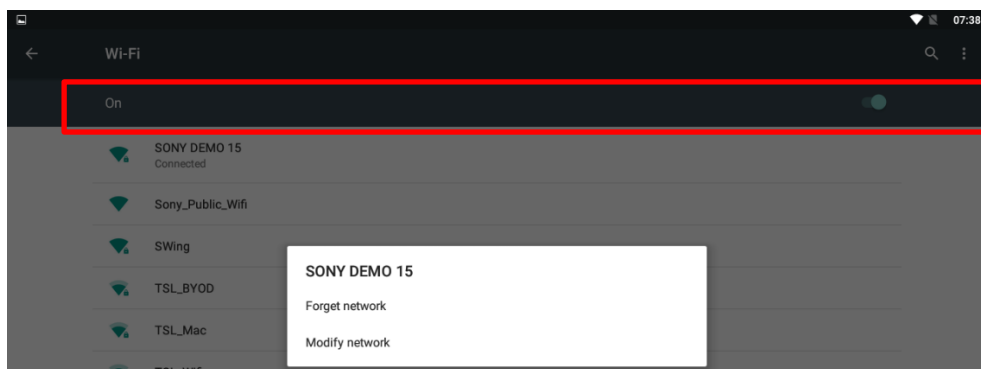 07:38
Wi-Fi
On
SONY DEMO 15
Connected
Sony_Public_Wifi
SWing
TSL_BYOD
TSL_Mac
SONY DEMO 15
Forget network
Modify network